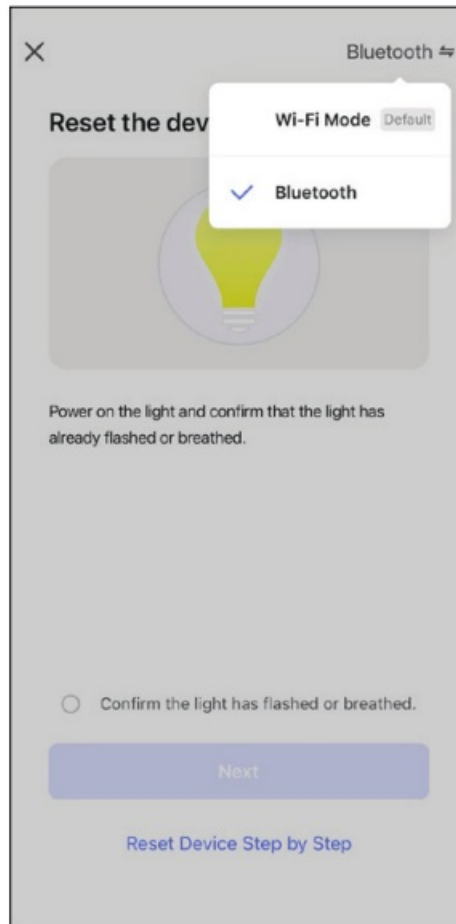 Bluetooth
Reset the dev
Wi-Fi Mode Default
Bluetooth
Power on the light and confirm that the light has
already flashed or breathed.
Confirm the light has flashed or breathed.
Next
Reset Device Step by Step